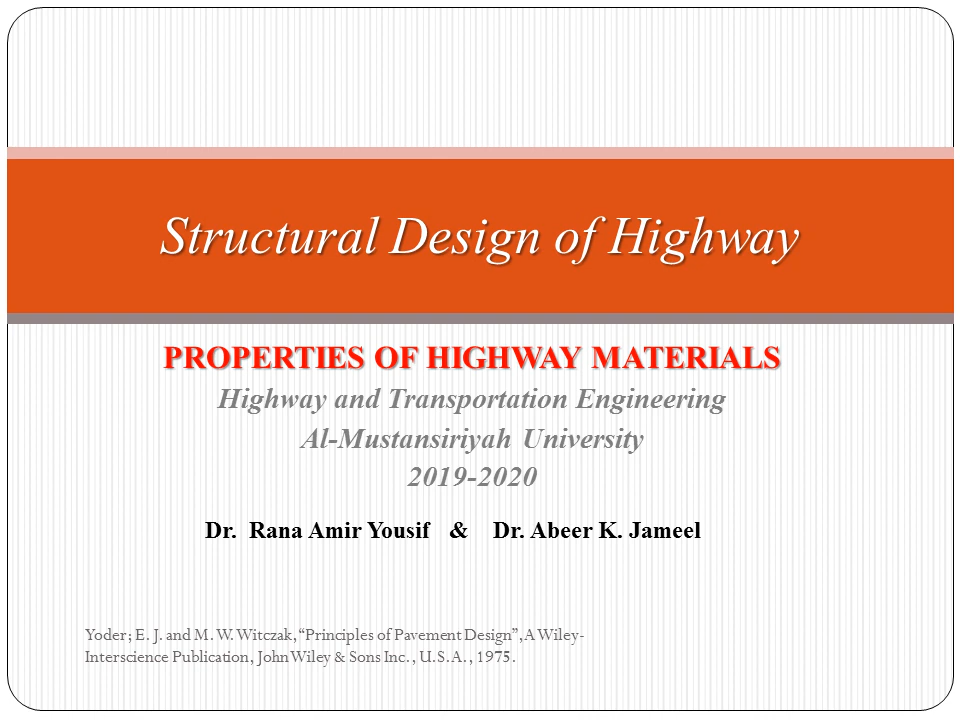 Structural Design of Highway
PROPERTIES OF HIGHWAY MATERIALS
Highway and Transportation Engineering
Al-Mustansiriyah University
2019-2020
Dr. Rana Amir Yousif & Dr. Abeer K. Jameel
Yoder; E. J. and M. W. Witczak, “Principles of Pavement Design”, A Wiley-
Interscience Publication, John Wiley & Sons Inc., U.S.A., 1975.